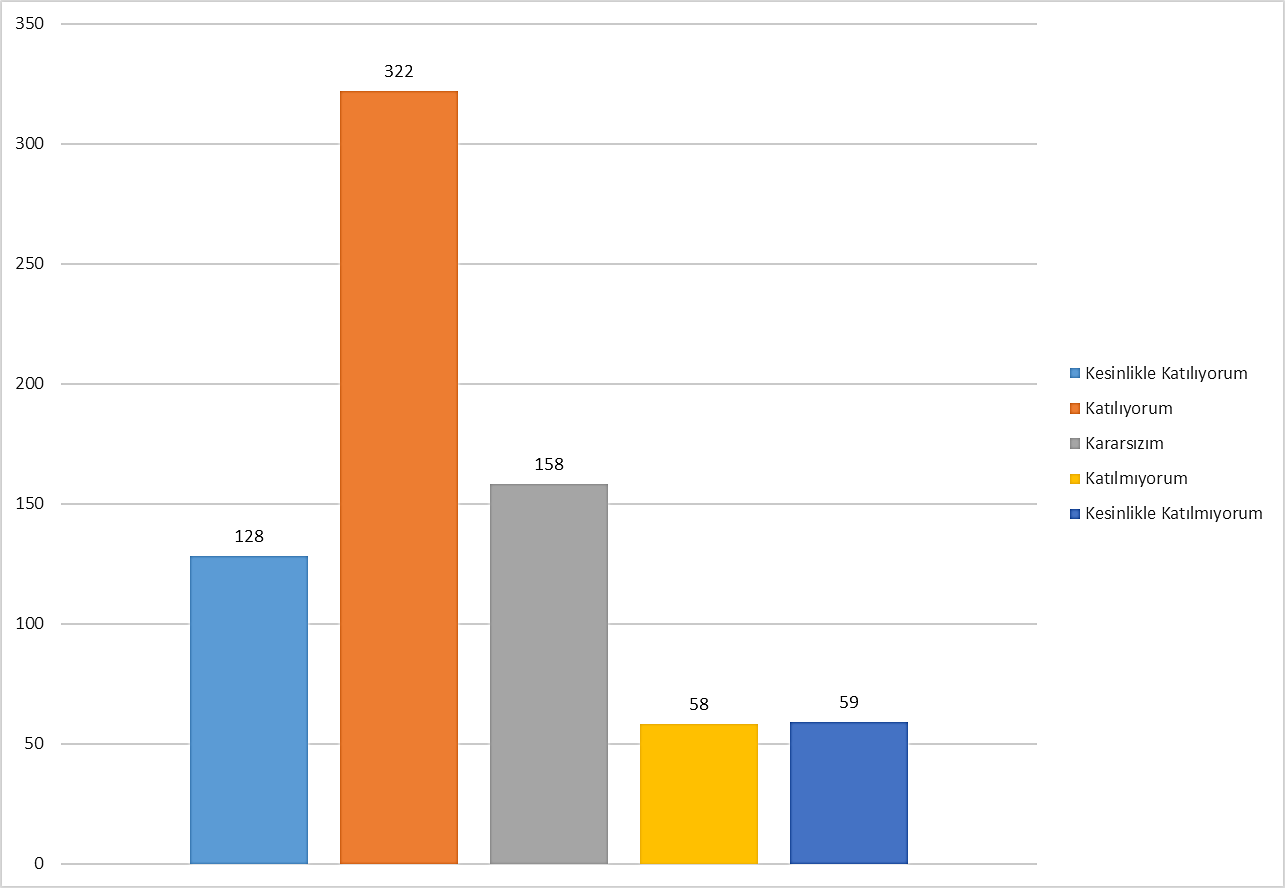 350
300
250
200
150
100
50
0
128
322
158
58
59
Kesinlikle Katılıyorum
Katılıyorum
Kararsızım
Katılmıyorum
Kesinlikle Katılmıyorum